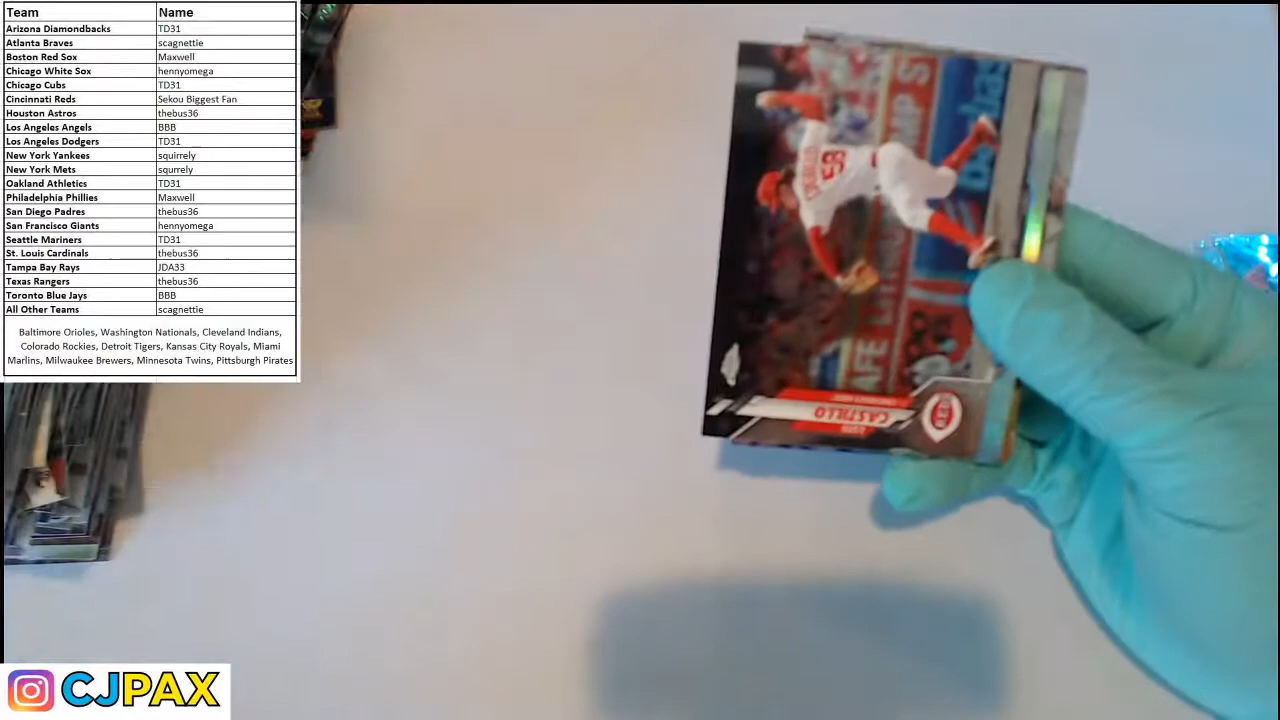 Team Name
Arizona Diamondbacks TD31
Atlanta Braves scagnettie
Boston Red Sox Maxwell
Chicago White Sox hennyomega
Chicago Cubs TD31
Cincinnati Reds Sekou Biggest Fan
Houston Astros thebus36
Los Angeles Angels BBB
Los Angeles Dodgers TD31
New York Yankees squirrely
New York Mets squrrely
Oakland Athletics TD31
Philadelphia Phillies Maxwell
San Diego Padres thebus36
San Francisco Giants hennyomega
Seattle Mariners TD31
St. Louis Cardinals thebus36
Tampa Bay Rays JDA33
Texas Rangers thebus36
Toronto Blue Jays BBB
All Other Teams scagnettie
Baltimore Orioles, Washington Nationals, Cleveland Indians,
Colorado Rockies, Detroit Tigers, Kansas City Royals, Miami
Marlins, Milwaukee Brewers, Minnesota Twins, Pittsburgh Pirates
58
LUIS
CASTILLO
REDS
CJPAX